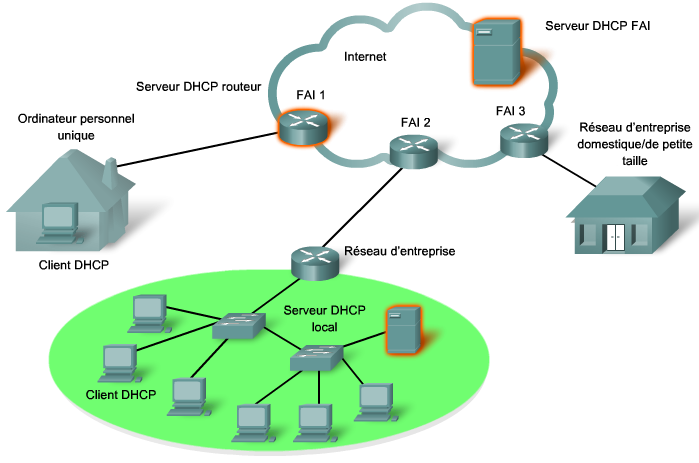 Serveur DHCP FAI
Internet
Serveur DHCP routeur
FAI 1
Ordinateur personnel
unique
FAI 2
FAI 3
Réseau d'entreprise
domestique/de petite
taille
Client DHCP
Réseau d'entreprise
Serveur DHCP
local
Client DHCP